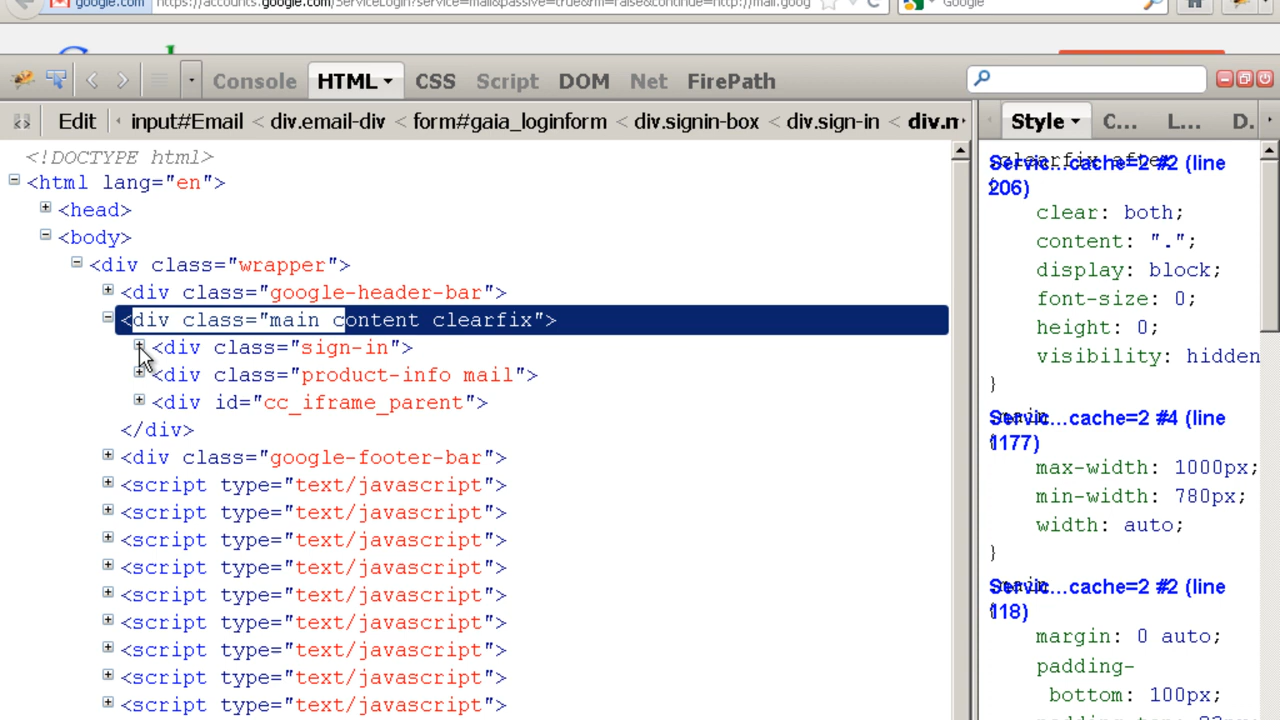 google.com https://accounts.google.com/ServiceLogin?service=mail&passive=true&rm=false&continue=http://mail.goog Google
Console HTML CSS Script DOM Net FirePath
Edit input#Email < div.email-div < form#gaia_loginform < div.signin-box < div.sign-in < div.n
Style C... L... D.
<!DOCTYPE html>
<html lang="en">
<head>
<body>
<div class="wrapper">
<div class="google-header-bar">
<div class="main content clearfix">
<div class="sign-in">
<div class="product-info mail">
<div id="cc_iframe_parent">
</div>
<div class="google-footer-bar">
<script type="text/javascript">
<script type="text/javascript">
<script type="text/javascript">
<script type="text/javascript">
<script type="text/javascript">
<script type="text/javascript">
<script type="text/javascript">
<script type="text/javascript">
<script type="text/javascript">
.clearfix:after
Servic...cache=2 #2 (line
206)
{
clear: both;
content: ".";
display: block;
font-size: 0;
height: 0;
visibility: hidden
}
.main
Servic...cache=2 #4 (line
1177)
{
max-width: 1000px;
min-width: 780px;
width: auto;
}
.main
Servic...cache=2 #2 (line
118)
{
margin: 0 auto;
padding-
bottom: 100px;